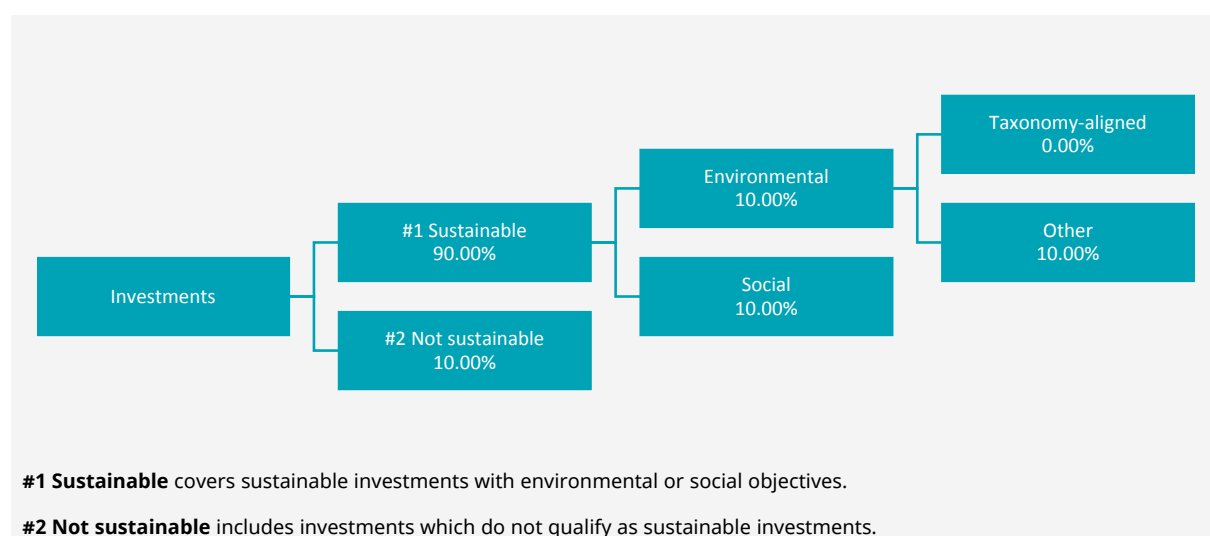 Investments
#1 Sustainable
90.00%
#2 Not sustainable
10.00%
Environmental
10.00%
Social
10.00%
Taxonomy-aligned
0.00%
Other
10.00%
#1 Sustainable covers sustainable investments with environmental or social objectives.
#2 Not sustainable includes investments which do not qualify as sustainable investments.